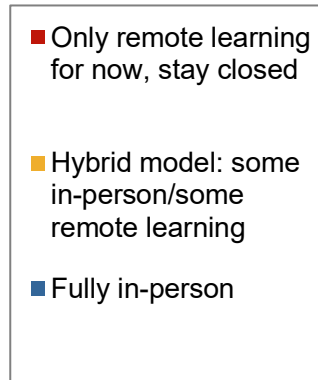 Only remote learning
for now, stay closed
Hybrid model: some
in-person/some
remote learning
Fully in-person